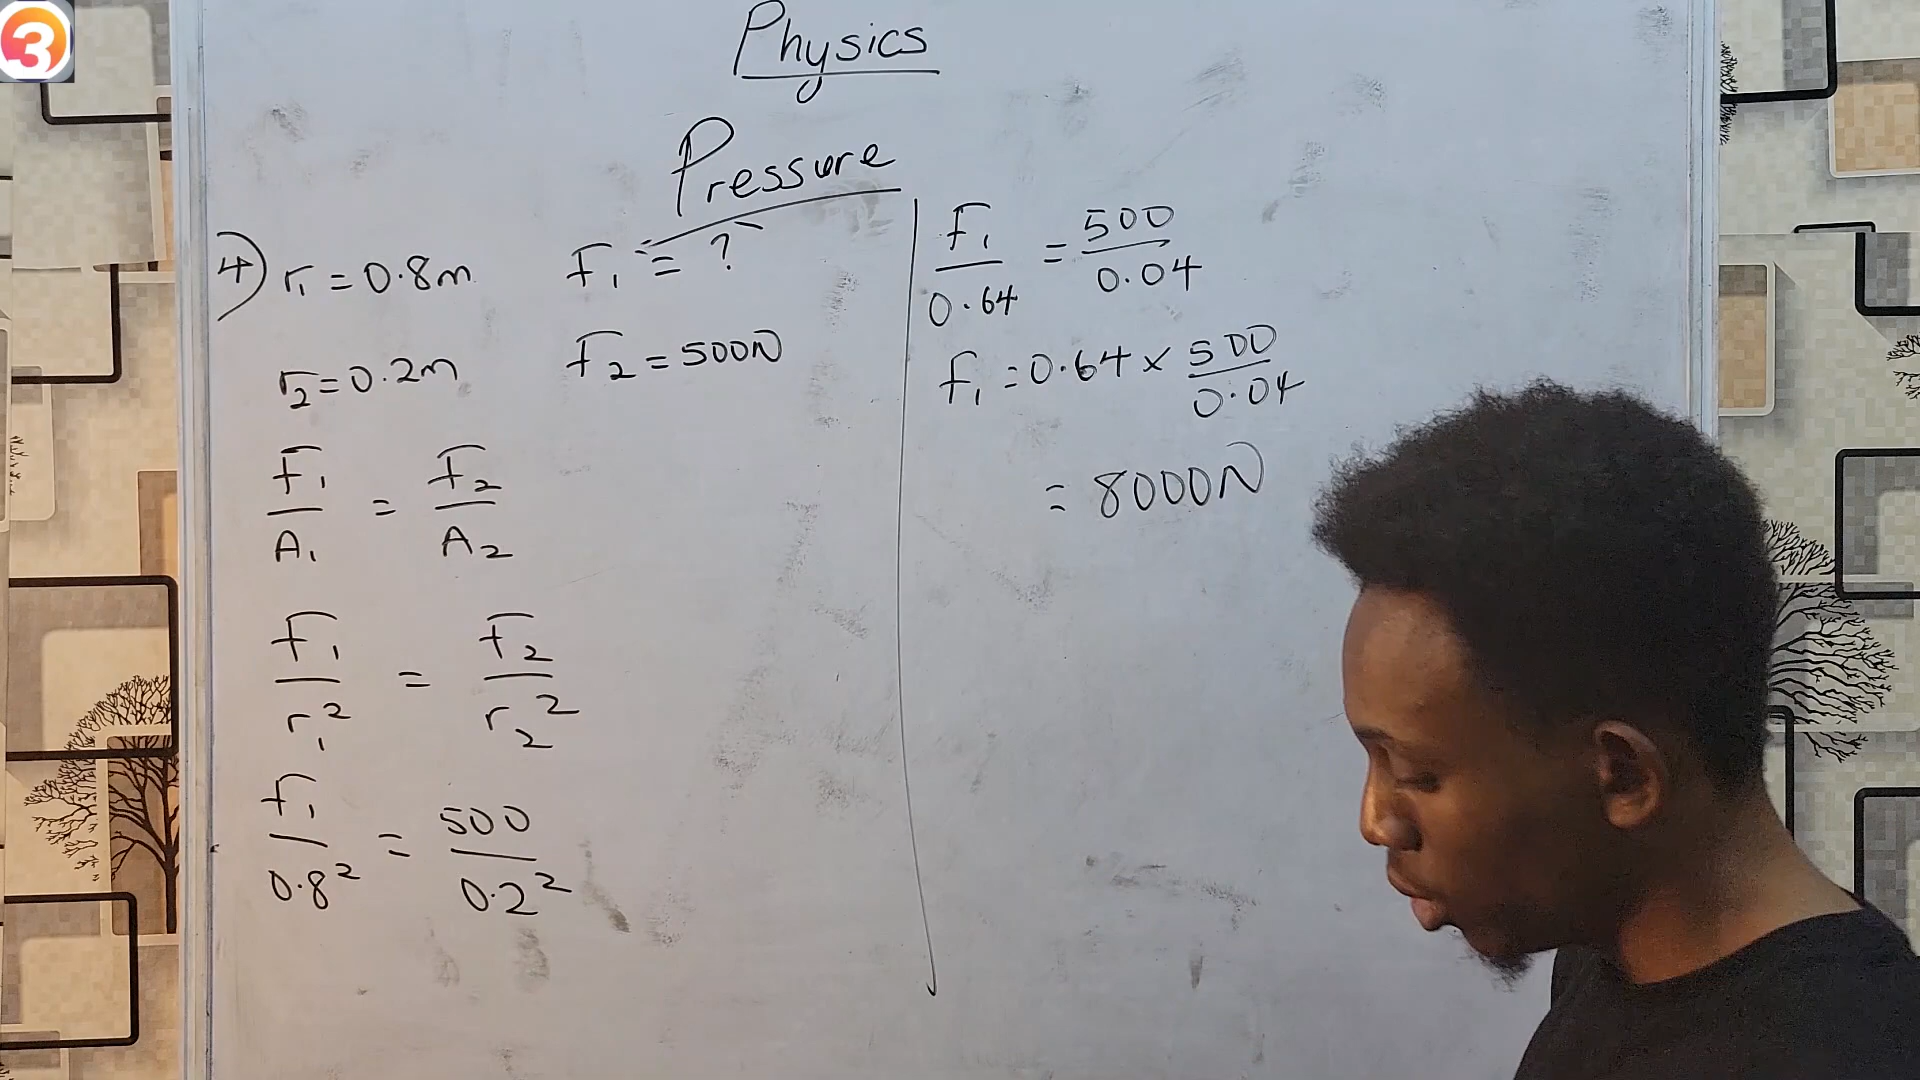 3
Physics
Pressure
4) r₁ = 0.8m F₁ = ?
r₂ = 0.2m F₂ = 500N
F₁/A₁ = F₂/A₂
F₁/r₁² = F₂/r₂²
F₁/0.8² = 500/0.2²
F₁/0.64 = 500/0.04
F₁ = 0.64 × 500/0.04
= 8000N